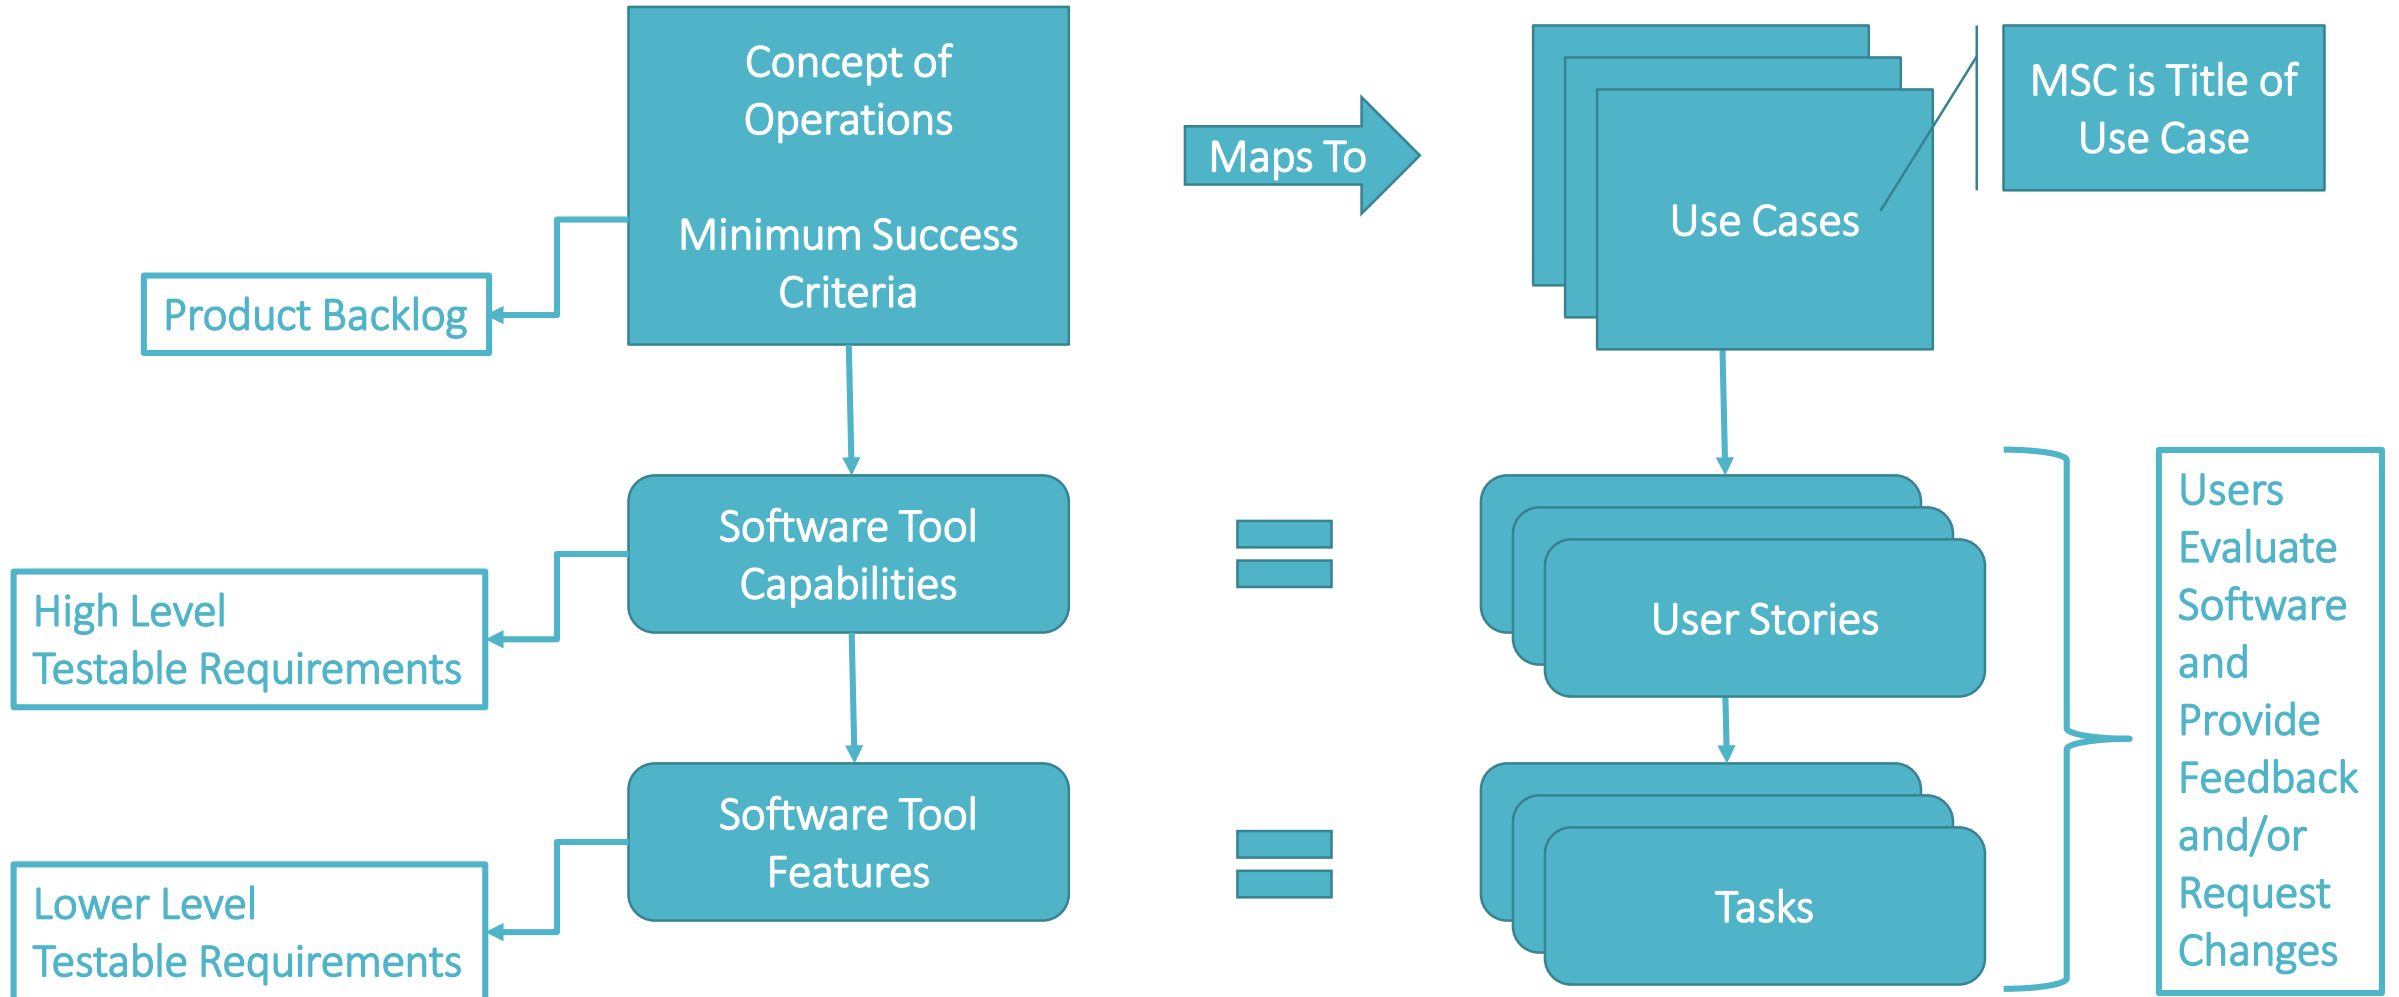 Concept of
Operations
Minimum Success
Criteria
Maps To
Use Cases
MSC is Title of
Use Case
Product Backlog
Software Tool
Capabilities
High Level
Testable Requirements
User Stories
Software Tool
Features
Lower Level
Testable Requirements
Tasks
Users
Evaluate
Software
and
Provide
Feedback
and/or
Request
Changes